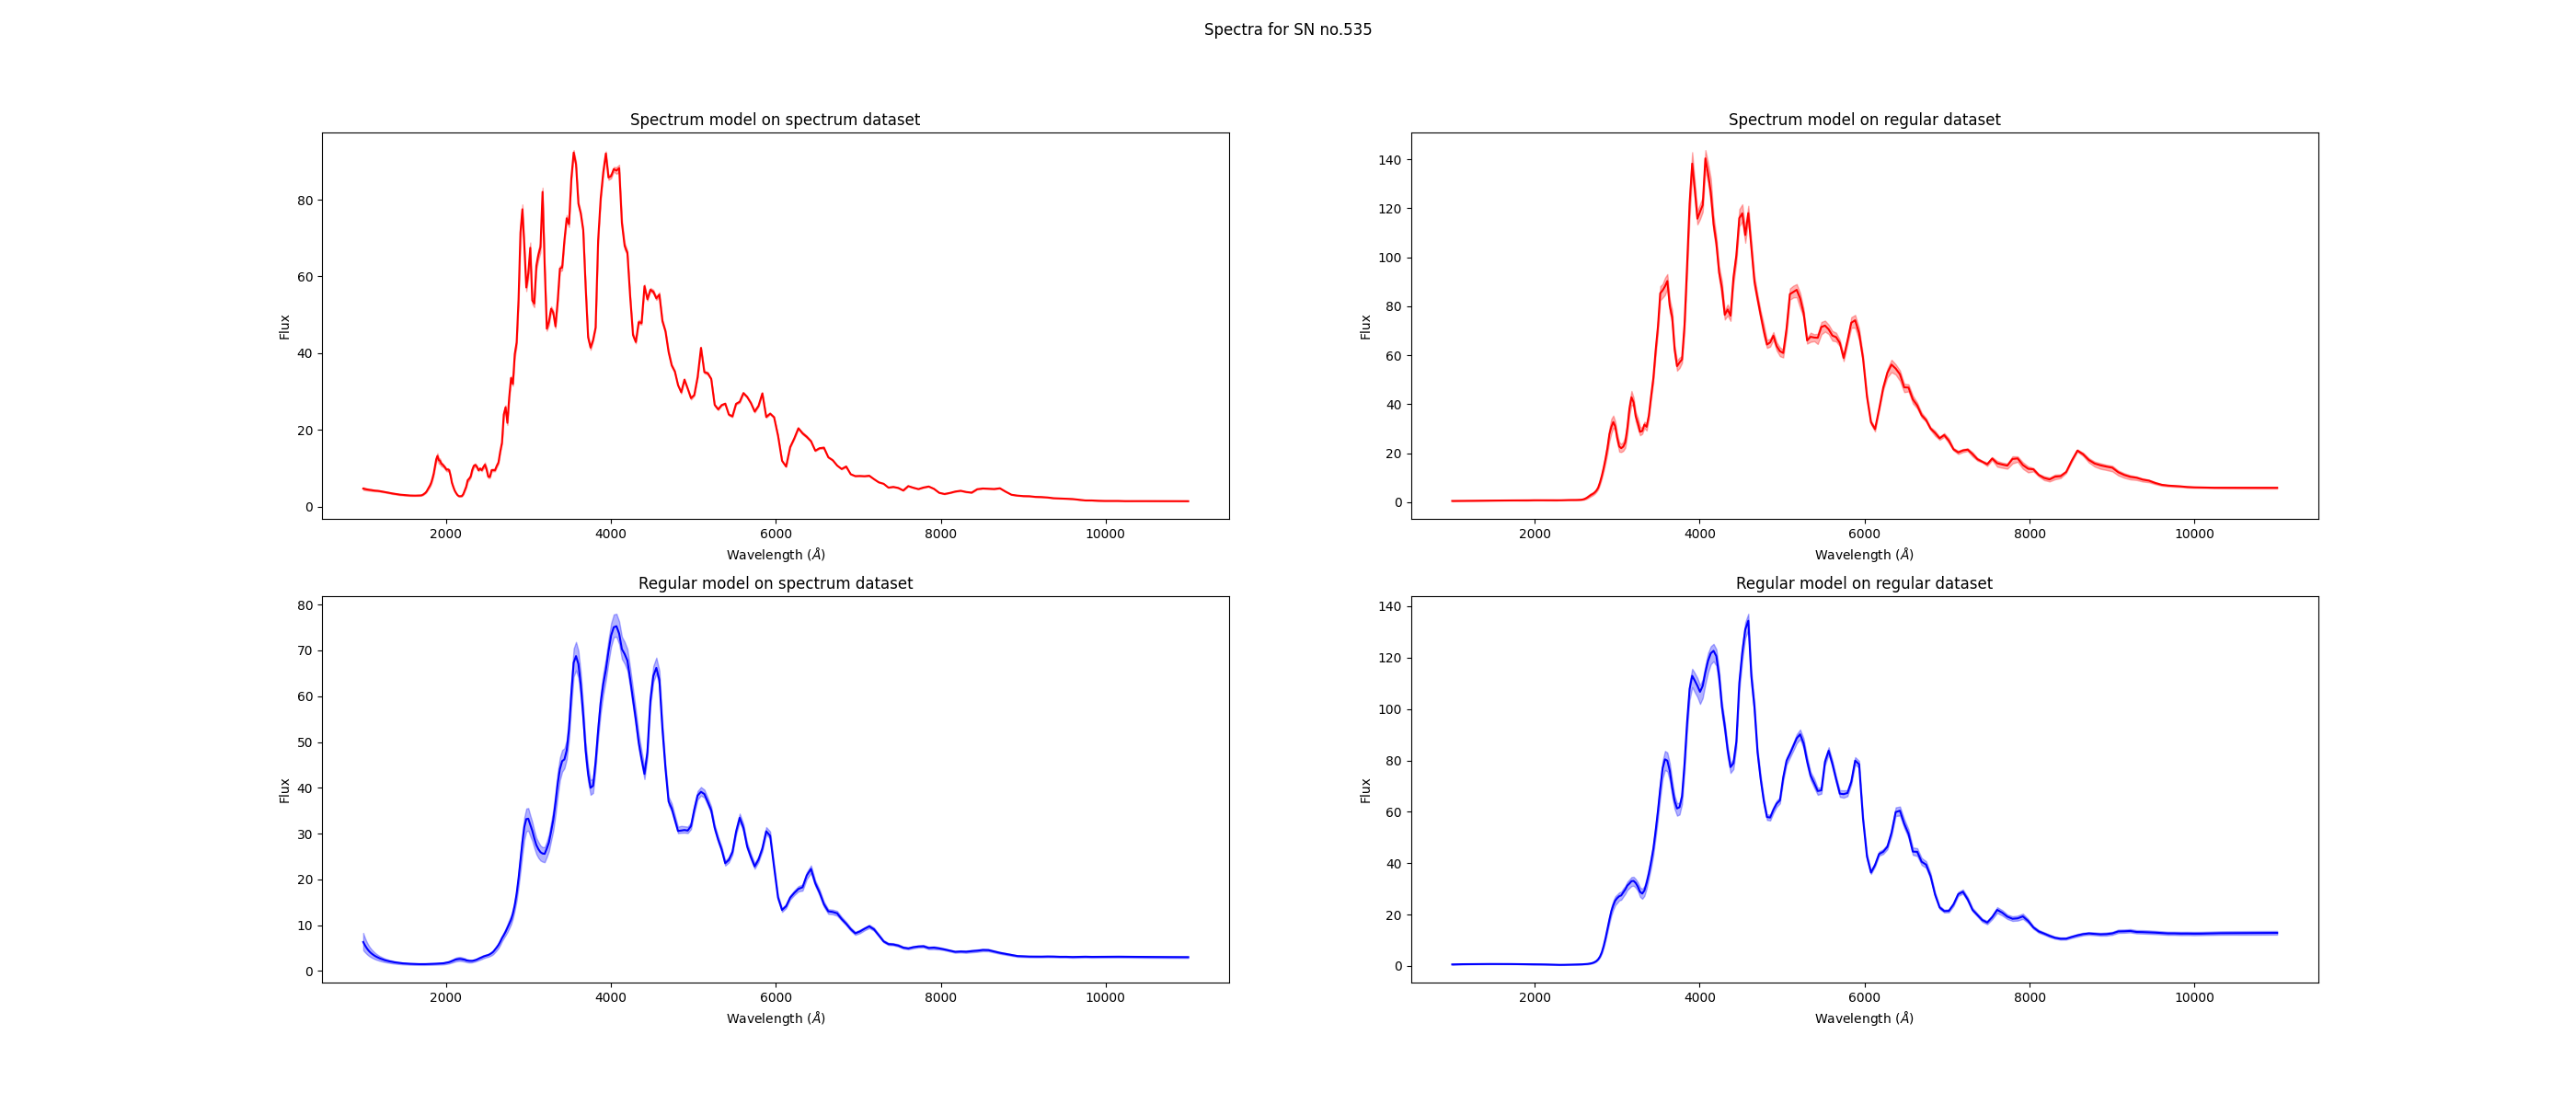 Spectra for SN no.535
Spectrum model on spectrum dataset
80
60
40
20
0
Flux
2000 4000 6000 8000 10000
Wavelength (Å)
Spectrum model on regular dataset
140
120
100
80
60
40
20
0
Flux
2000 4000 6000 8000 10000
Wavelength (Å)
Regular model on spectrum dataset
80
70
60
50
40
30
20
10
0
Flux
2000 4000 6000 8000 10000
Wavelength (Å)
Regular model on regular dataset
140
120
100
80
60
40
20
0
Flux
2000 4000 6000 8000 10000
Wavelength (Å)